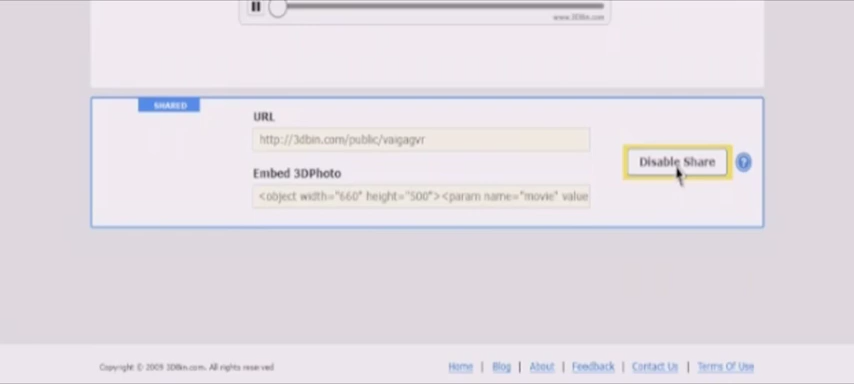 www.3DBin.com
SHARED
URL
http://3dbin.com/public/vaigagvr
Disable Share
?
Embed 3DPhoto
<object width="660" height="500"><param name="movie" value
Copyright © 2009 3DBin.com. All rights reserved
Home | Blog | About | Feedback | Contact Us | Terms Of Use